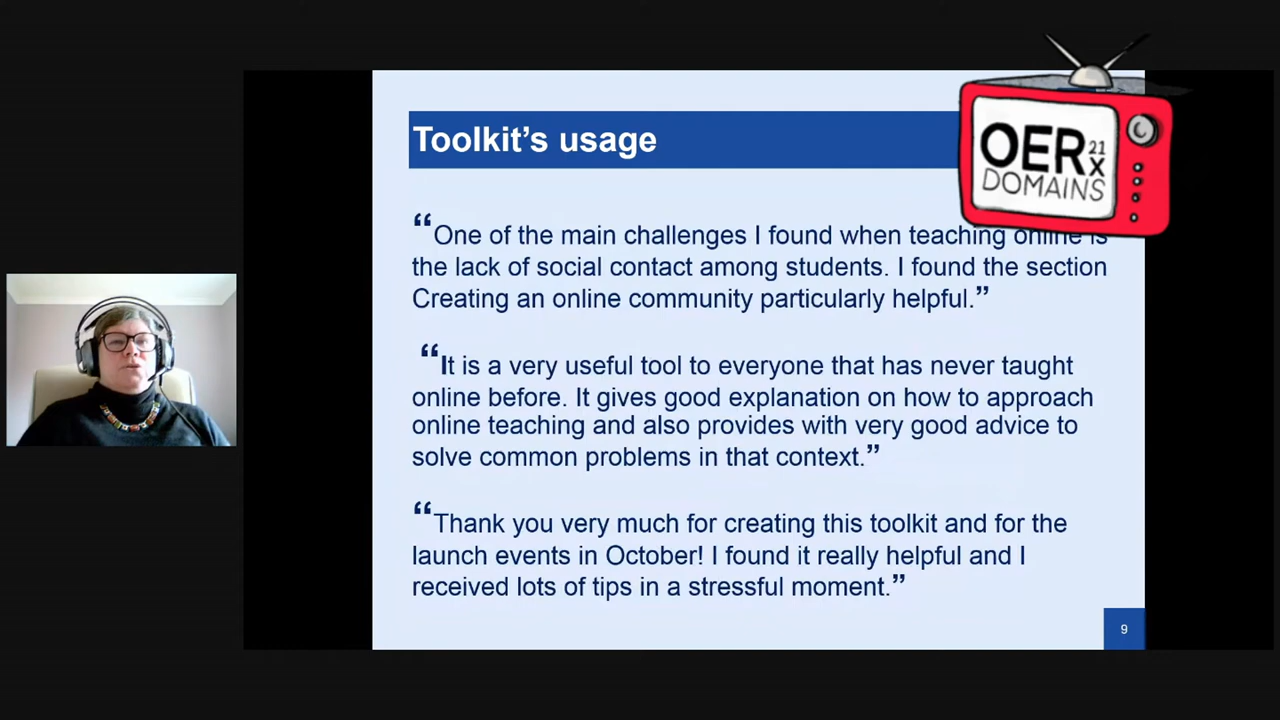 Toolkit’s usage
OER 21
x
DOMAINS
“One of the main challenges I found when teaching online is
the lack of social contact among students. I found the section
Creating an online community particularly helpful.”
“It is a very useful tool to everyone that has never taught
online before. It gives good explanation on how to approach
online teaching and also provides with very good advice to
solve common problems in that context.”
“Thank you very much for creating this toolkit and for the
launch events in October! I found it really helpful and I
received lots of tips in a stressful moment.”
9